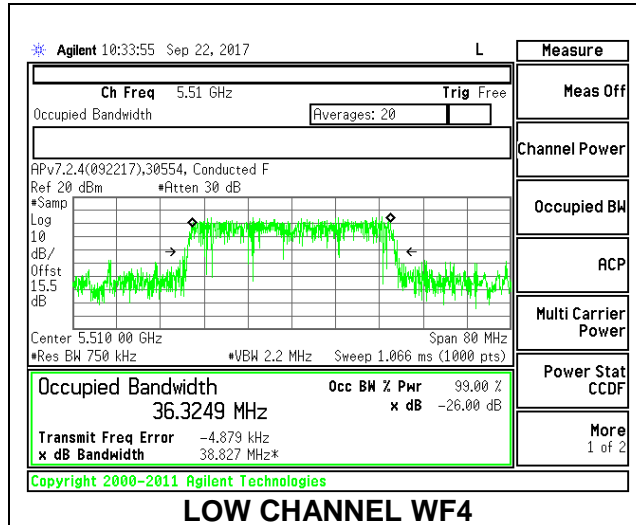 Agilent 10:33:55 Sep 22, 2017 L
Measure
Ch Freq 5.51 GHz Trig Free
Occupied Bandwidth Averages: 20
Meas Off
Channel Power
Occupied BW
ACP
Multi Carrier
Power
Power Stat
CCDF
More
1 of 2
APv7.2.4(092217),30554, Conducted F
Ref 20 dBm #Atten 30 dB
#Samp
Log
10
dB/
Offst
15.5
dB
Center 5.510 00 GHz Span 80 MHz
#Res BW 750 kHz #VBW 2.2 MHz Sweep 1.066 ms (1000 pts)
Occupied Bandwidth Occ BW % Pwr 99.00 %
36.3249 MHz x dB -26.00 dB
Transmit Freq Error -4.879 kHz
x dB Bandwidth 38.827 MHz*
Copyright 2000-2011 Agilent Technologies
LOW CHANNEL WF4